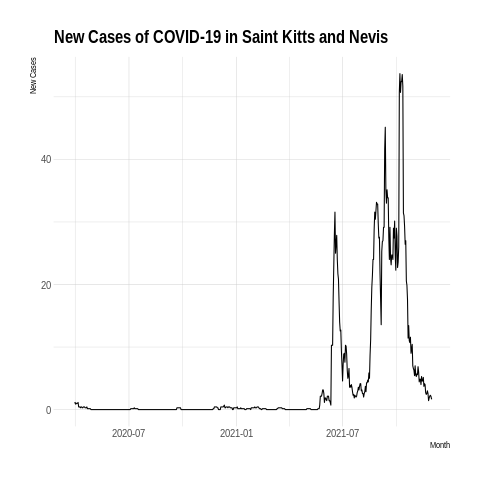 New Cases of COVID-19 in Saint Kitts and Nevis
New Cases
40
20
0
2020-07
2021-01
2021-07
Month